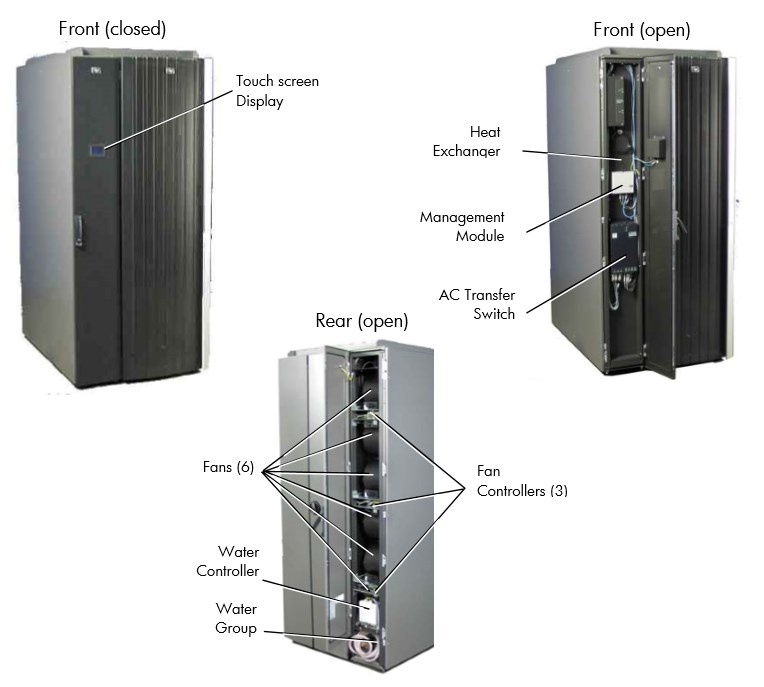 Front (closed)
Front (open)
Touch screen
Display
Heat
Exchanger
Management
Module
AC Transfer
Switch
Rear (open)
Fans (6)
Fan
Controllers (3)
Water
Controller
Water
Group